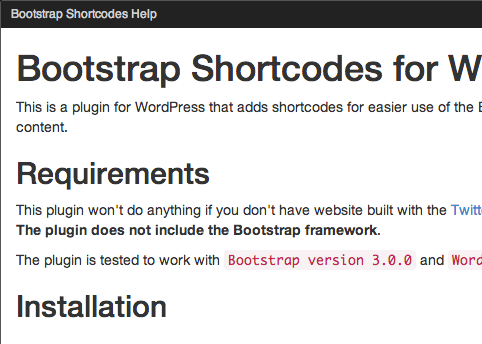 Bootstrap Shortcodes Help
Bootstrap Shortcodes for W
This is a plugin for WordPress that adds shortcodes for easier use of the
content.
Requirements
This plugin won't do anything if you don't have website built with the Twitt
The plugin does not include the Bootstrap framework.
The plugin is tested to work with Bootstrap version 3.0.0 and Word
Installation